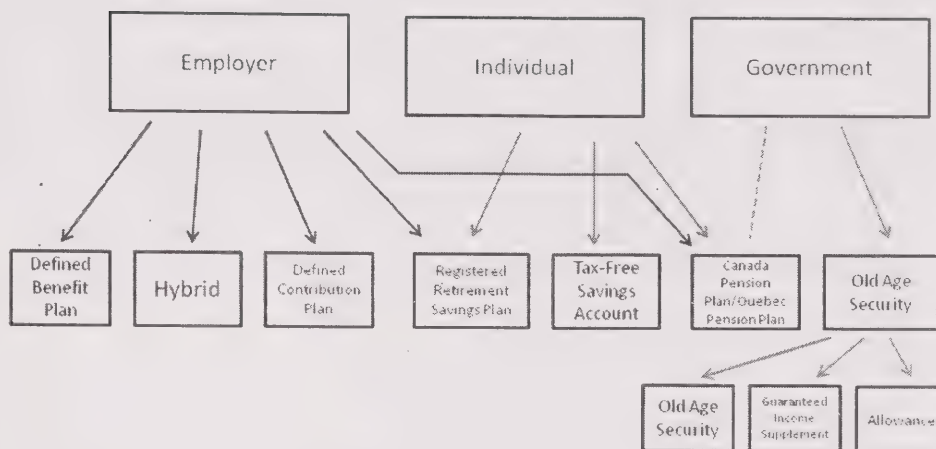 Employer
Individual
Government
Defined
Benefit
Plan
Hybrid
Defined
Contribution
Plan
Registered
Retirement
Savings Plan
Tax-Free
Savings
Account
Canada
Pension
Plan/Quebec
Pension Plan
Old Age
Security
Old Age
Security
Guaranteed
Income
Supplement
Allowance